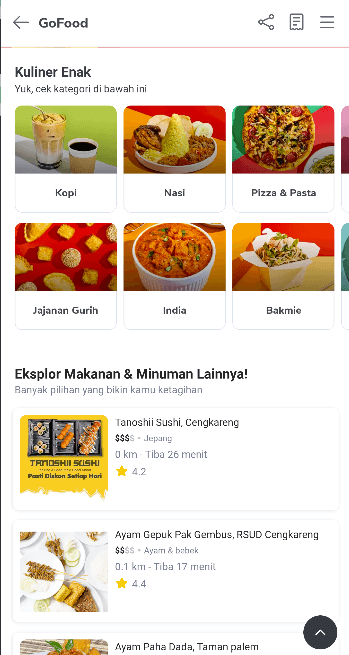 GoFood
Kuliner Enak
Yuk, cek kategori di bawah ini
Kopi
Nasi
Pizza & Pasta
Jajanan Gurih
India
Bakmie
Eksplor Makanan & Minuman Lainnya!
Banyak pilihan yang bikin kamu ketagihan
TANOSHII SUSHI
Pasti Diskon Setiap Hari
Tanoshii Sushi, Cengkareng
$$$$ • Jepang
0 km • Tiba 26 menit
4.2
Ayam Gepuk Pak Gembus, RSUD Cengkareng
$$$$ • Ayam & bebek
0.1 km • Tiba 17 menit
4.4
Ayam Paha Dada, Taman palem